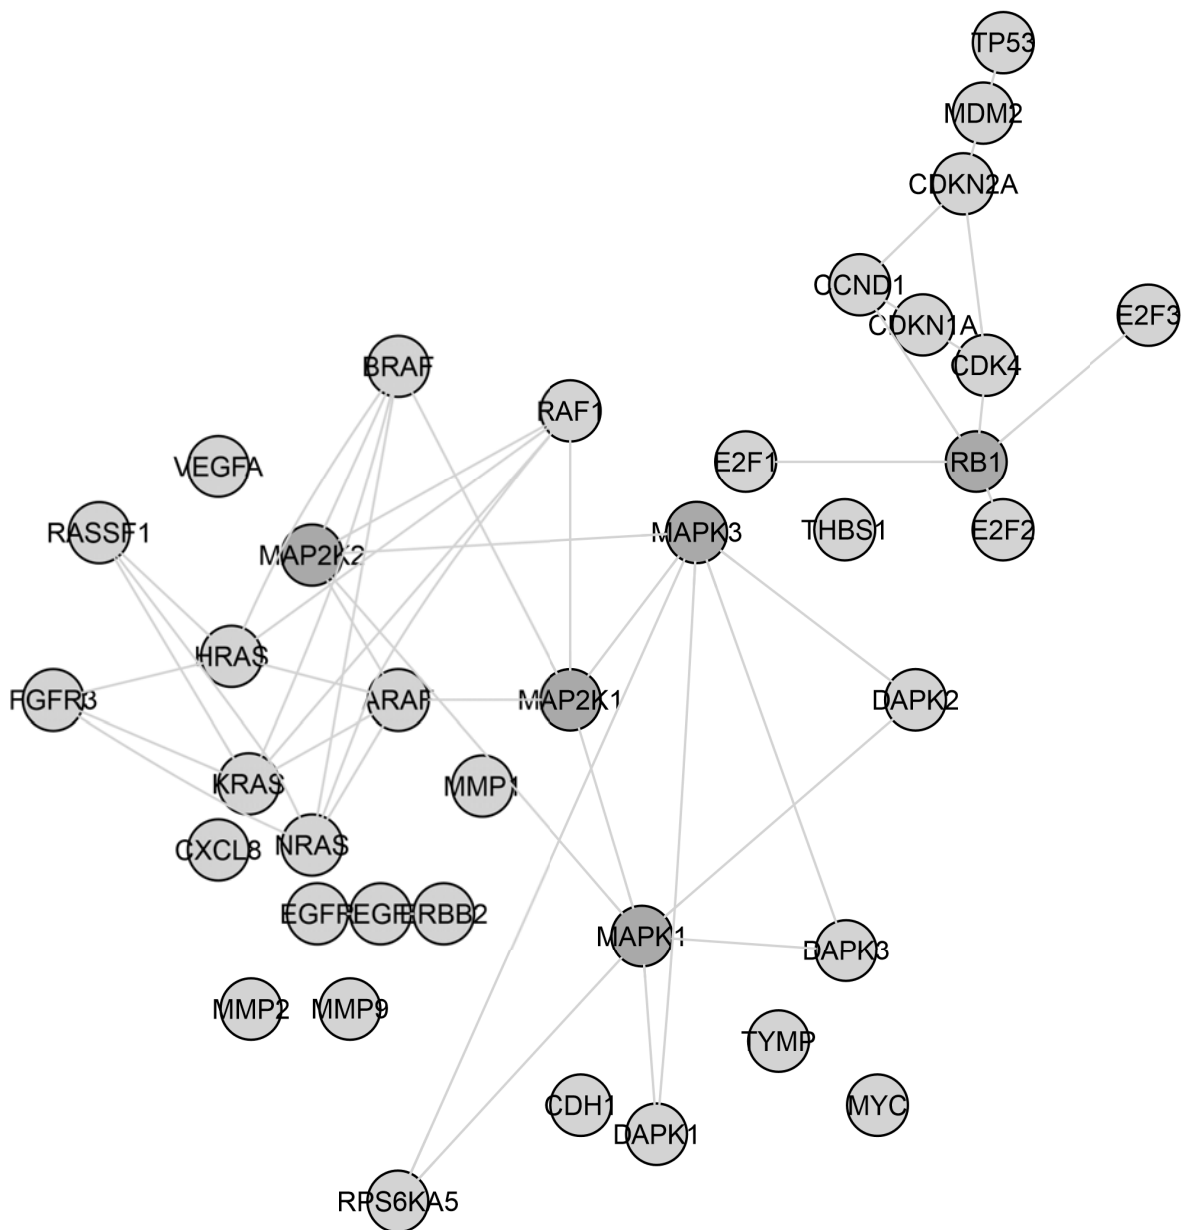 TP53
MDM2
CDKN2A
CCND1
CDKN1A
E2F3
CDK4
BRAF
RAF1
VEGFA
E2F1
RB1
RASSF1
MAP2K2
MAPK3
THBS1
E2F2
HRAS
FGFR3
ARAF
MAP2K1
DAPK2
KRAS
MMP1
CXCL8
NRAS
EGFR
EGF
ERBB2
MAPK1
DAPK3
MMP2
MMP9
TYMP
CDH1
MYC
DAPK1
RPS6KA5